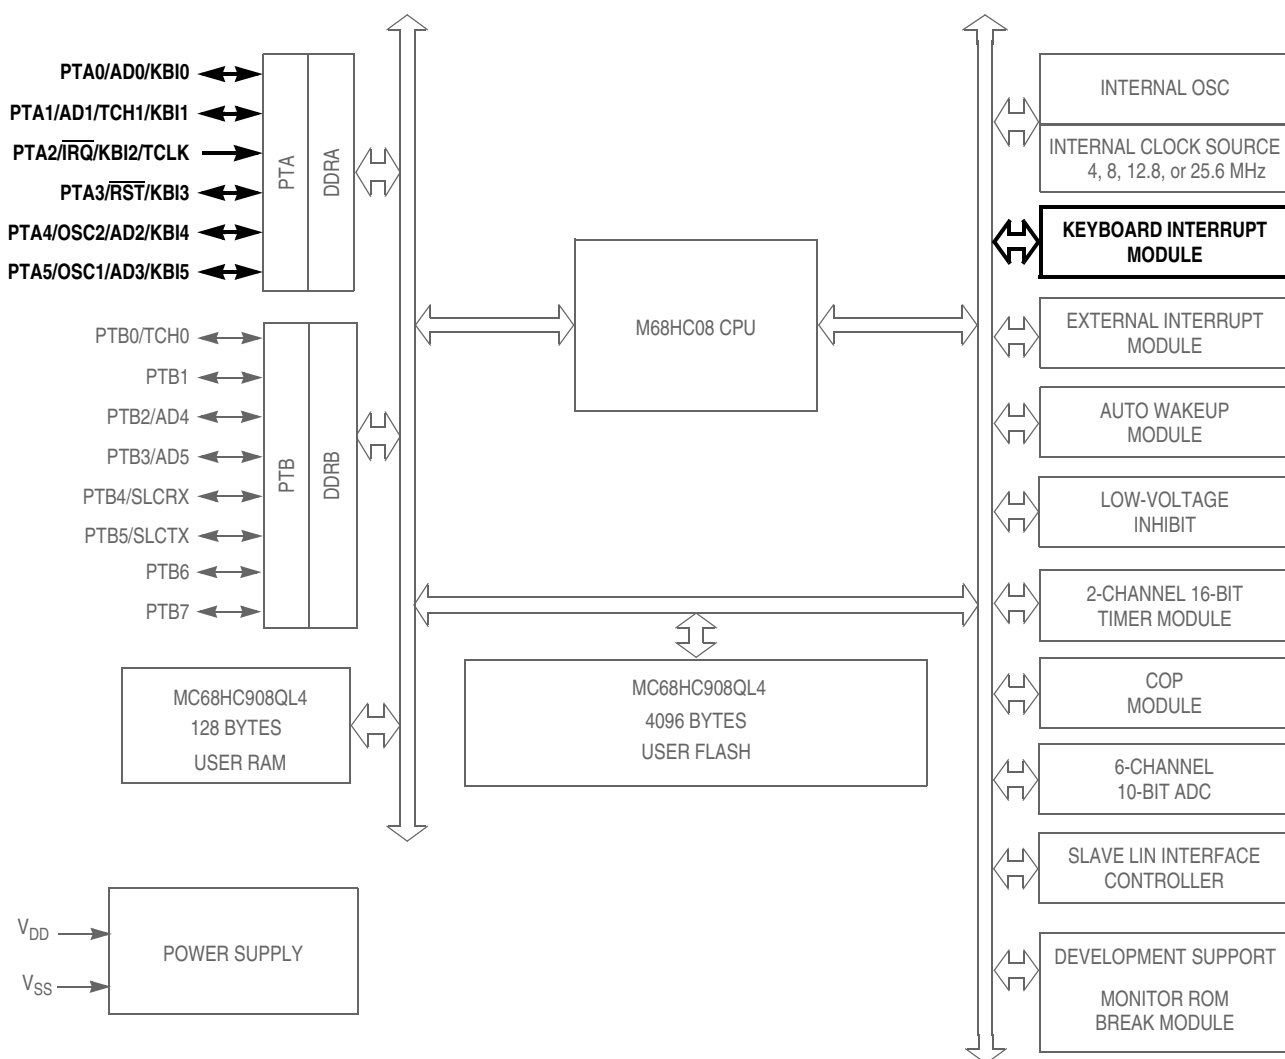 PTA0/AD0/KBI0
PTA1/AD1/TCH1/KBI1
PTA2/IRQ/KBI2/TCLK
PTA3/RST/KBI3
PTA4/OSC2/AD2/KBI4
PTA5/OSC1/AD3/KBI5
PTA
DDRA
PTB0/TCH0
PTB1
PTB2/AD4
PTB3/AD5
PTB4/SLCRX
PTB5/SLCTX
PTB6
PTB7
PTB
DDRB
M68HC08 CPU
MC68HC908QL4
128 BYTES
USER RAM
MC68HC908QL4
4096 BYTES
USER FLASH
VDD
VSS
POWER SUPPLY
INTERNAL OSC
INTERNAL CLOCK SOURCE
4, 8, 12.8, or 25.6 MHz
KEYBOARD INTERRUPT
MODULE
EXTERNAL INTERRUPT
MODULE
AUTO WAKEUP
MODULE
LOW-VOLTAGE
INHIBIT
2-CHANNEL 16-BIT
TIMER MODULE
COP
MODULE
6-CHANNEL
10-BIT ADC
SLAVE LIN INTERFACE
CONTROLLER
DEVELOPMENT SUPPORT
MONITOR ROM
BREAK MODULE